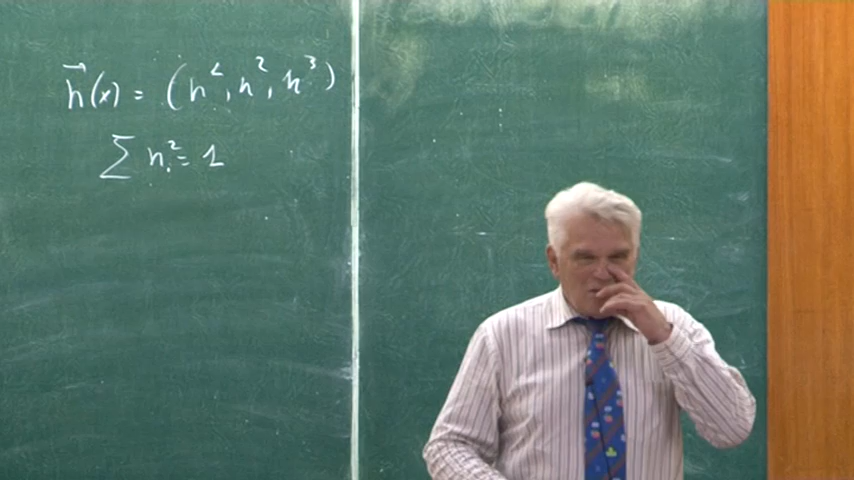 n⃗(x) = (n¹, n², n³)
∑ nᵢ² = 1